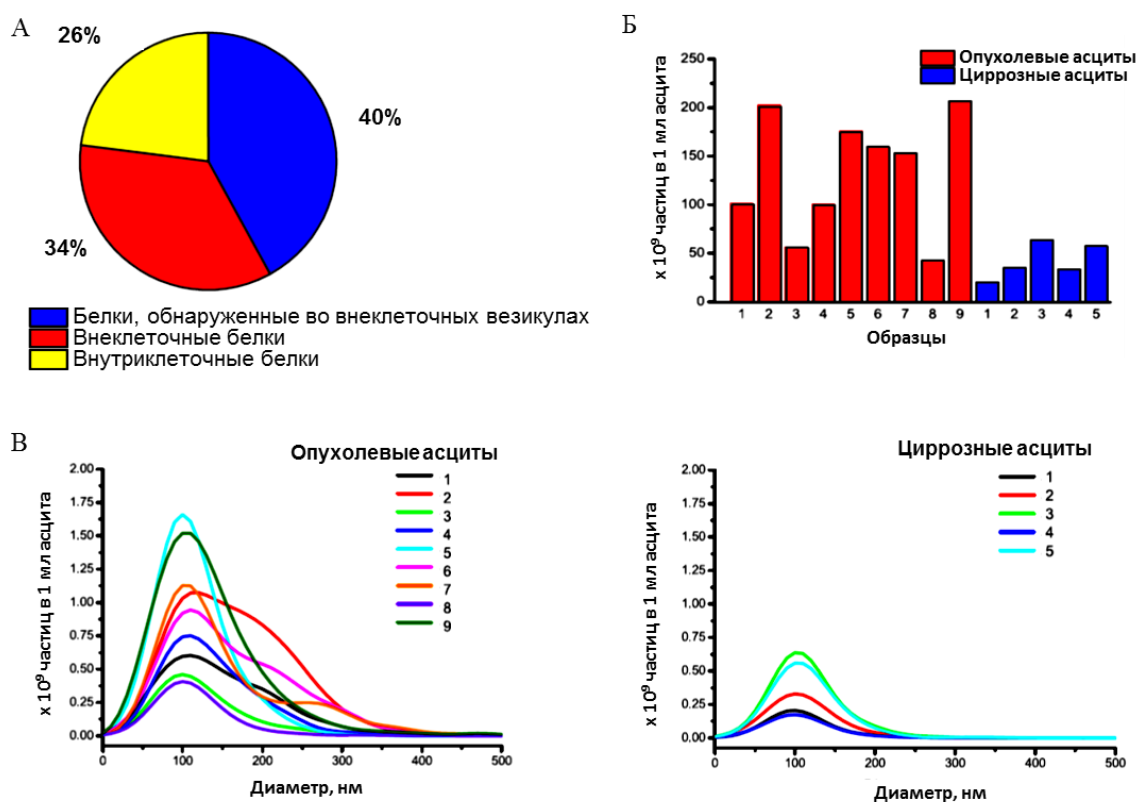 А
26%
40%
34%
Белки, обнаруженные во внеклеточных везикулах
Внеклеточные белки
Внутриклеточные белки
Б
Опухолевые асциты
Циррозные асциты
x 10⁹ частиц в 1 мл асцита
250
200
150
100
50
0
1 2 3 4 5 6 7 8 9 1 2 3 4 5
Образцы
В
Опухолевые асциты
x 10⁹ частиц в 1 мл асцита
2.00
1.75
1.50
1.25
1.00
0.75
0.50
0.25
0.00
1
2
3
4
5
6
7
8
9
0 100 200 300 400 500
Диаметр, нм
Циррозные асциты
x 10⁹ частиц в 1 мл асцита
2.00
1.75
1.50
1.25
1.00
0.75
0.50
0.25
0.00
1
2
3
4
5
0 100 200 300 400 500
Диаметр, нм